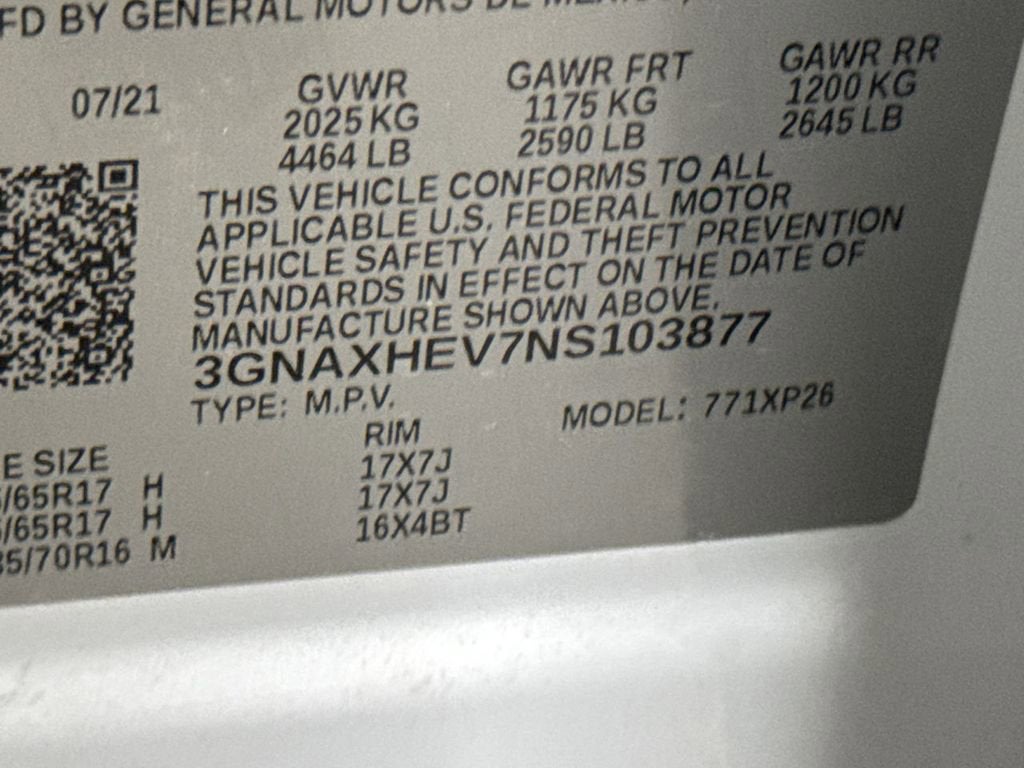 FD BY GENERAL MOTORS DE MEXICO,
07/21 GVWR GAWR FRT GAWR RR
2025 KG 1175 KG 1200 KG
4464 LB 2590 LB 2645 LB
THIS VEHICLE CONFORMS TO ALL
APPLICABLE U.S. FEDERAL MOTOR
VEHICLE SAFETY AND THEFT PREVENTION
STANDARDS IN EFFECT ON THE DATE OF
MANUFACTURE SHOWN ABOVE.
3GNAXHEV7NS103877
TYPE: M.P.V. MODEL: 771XP26
E SIZE RIM
/65R17 H 17X7J
/65R17 H 17X7J
35/70R16 M 16X4BT